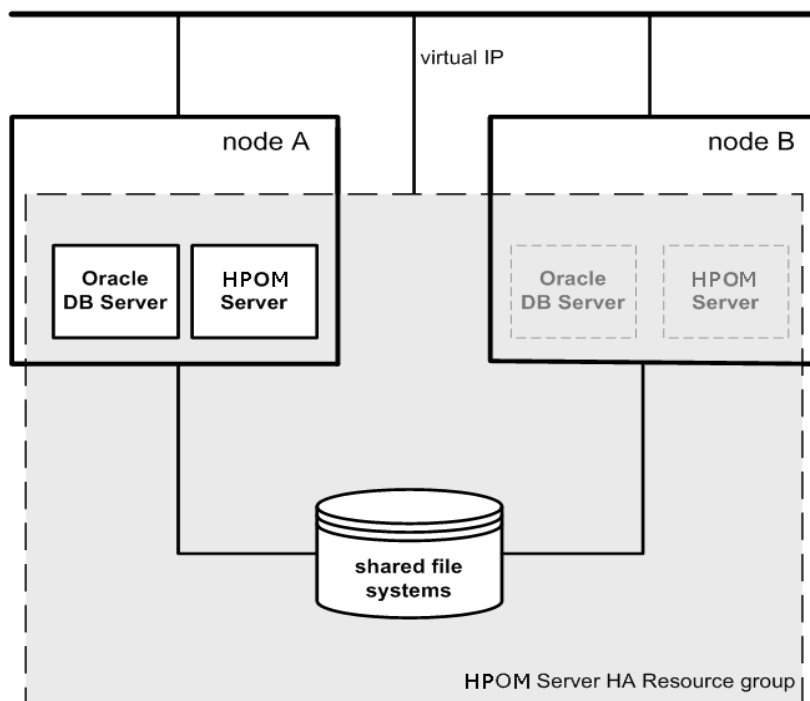 virtual IP
node A
node B
Oracle
DB Server
HPOM
Server
Oracle
DB Server
HPOM
Server
shared file
systems
HPOM Server HA Resource group